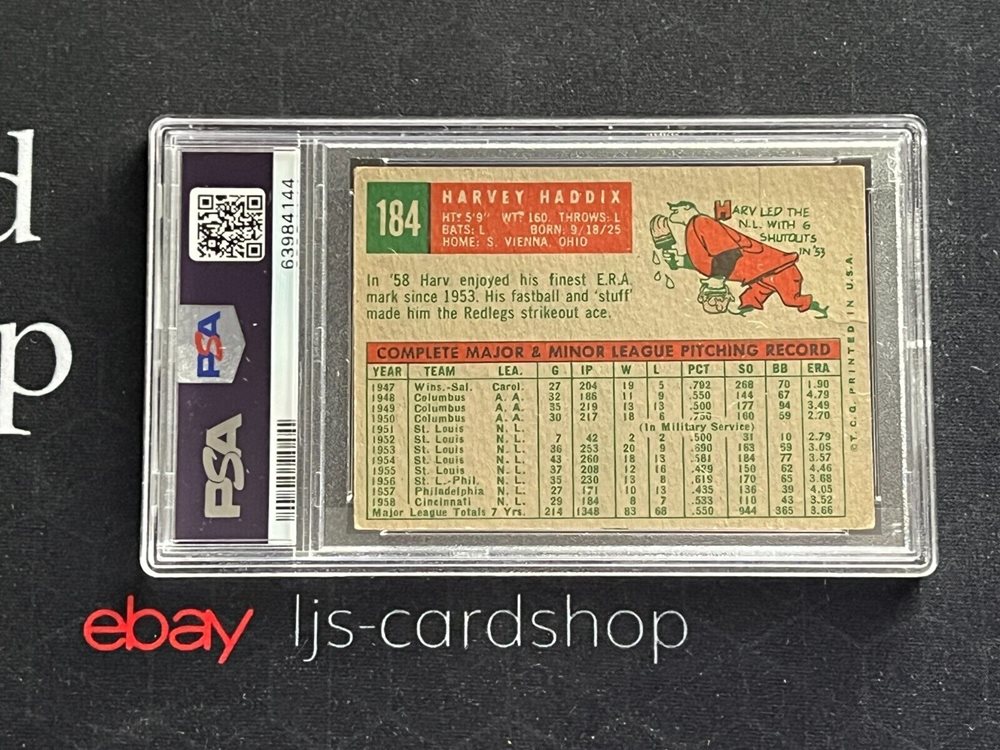 d
p
63984144
PSA
PSA
184
HARVEY HADDIX
HT: 5'9" WT: 160. THROWS: L
BATS: L BORN: 9/18/25
HOME: S. VIENNA, OHIO
HARV LED THE
N.L. WITH 6
SHUTOUTS
IN '53
In '58 Harv enjoyed his finest E.R.A.
mark since 1953. His fastball and 'stuff'
made him the Redlegs strikeout ace.
COMPLETE MAJOR & MINOR LEAGUE PITCHING RECORD
YEAR TEAM LEA. G IP W L PCT SO BB ERA
1947 Wins.-Sal. Carol. 27 204 19 5 .792 268 70 1.90
1948 Columbus A. A. 32 186 11 9 .550 144 67 4.79
1949 Columbus A. A. 35 219 13 13 .500 177 94 3.49
1950 Columbus A. A. 30 217 18 6 .750 160 59 2.70
1951 St. Louis N. L. (In Military Service)
1952 St. Louis N. L. 7 42 2 2 .500 31 10 2.79
1953 St. Louis N. L. 36 253 20 9 .690 163 69 3.05
1954 St. Louis N. L. 43 260 18 13 .581 184 77 3.57
1955 St. Louis N. L. 37 208 12 16 .429 150 62 4.46
1956 St. L.-Phil. N. L. 35 230 13 8 .619 170 65 3.68
1957 Philadelphia N. L. 27 171 10 13 .435 136 39 4.05
1958 Cincinnati N. L. 29 184 8 7 .533 110 43 3.52
Major League Totals 7 Yrs. 214 1348 83 68 .550 944 365 3.66
© T. C. G. PRINTED IN U.S.A.
ebay ljs-cardshop